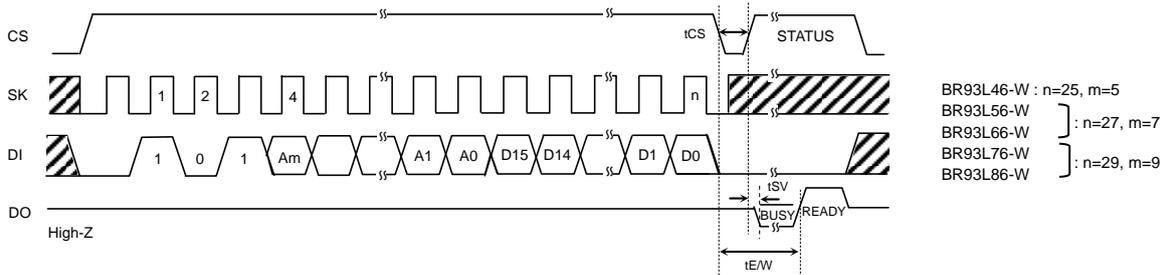 CS
tCS
STATUS
SK
1 2 4 n
BR93L46-W : n=25, m=5
BR93L56-W
BR93L66-W
: n=27, m=7
BR93L76-W
BR93L86-W
: n=29, m=9
DI
1 0 1 Am A1 A0 D15 D14 D1 D0
tSV
DO
BUSY READY
High-Z
tE/W